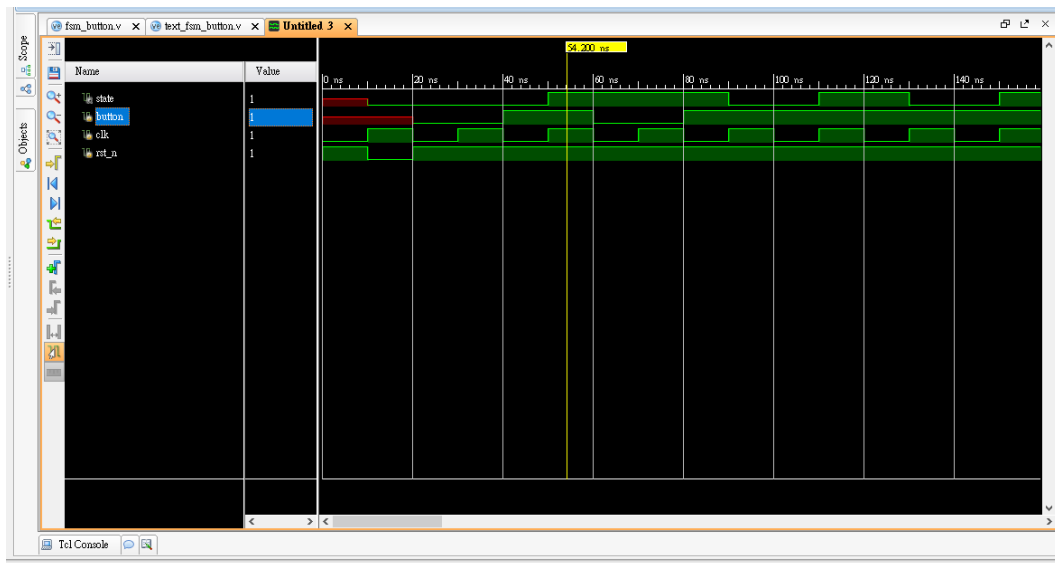 fsm_button.v
text_fsm_button.v
Untitled 3
Scope
Objects
Name
Value
54.200 ns
0 ns
20 ns
40 ns
60 ns
80 ns
100 ns
120 ns
140 ns
state
1
button
1
clk
1
rst_n
1
Tcl Console